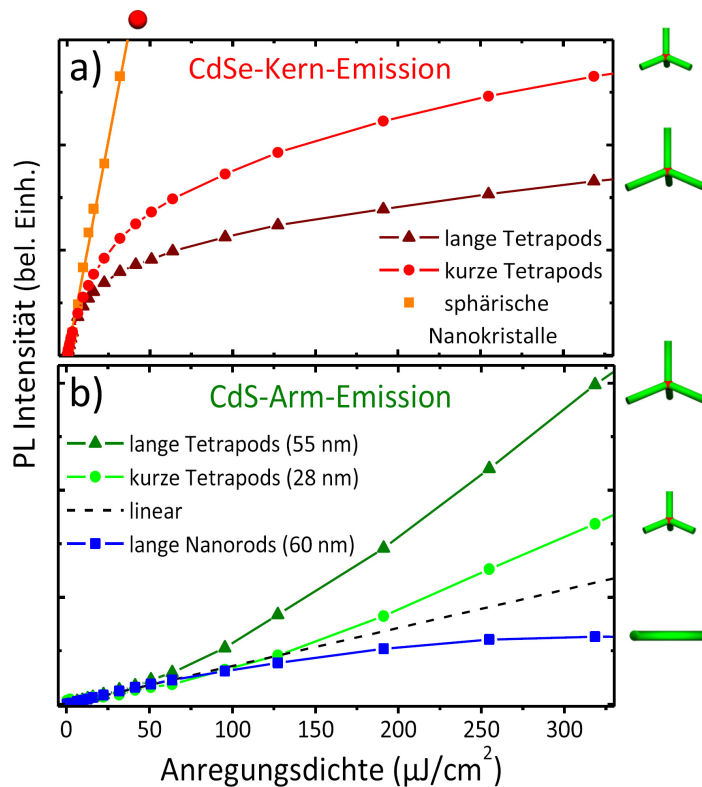 a)
CdSe-Kern-Emission
lange Tetrapods
kurze Tetrapods
sphärische
Nanokristalle
PL Intensität (bel. Einh.)
b)
CdS-Arm-Emission
lange Tetrapods (55 nm)
kurze Tetrapods (28 nm)
linear
lange Nanorods (60 nm)
0 50 100 150 200 250 300
Anregungsdichte (µJ/cm²)